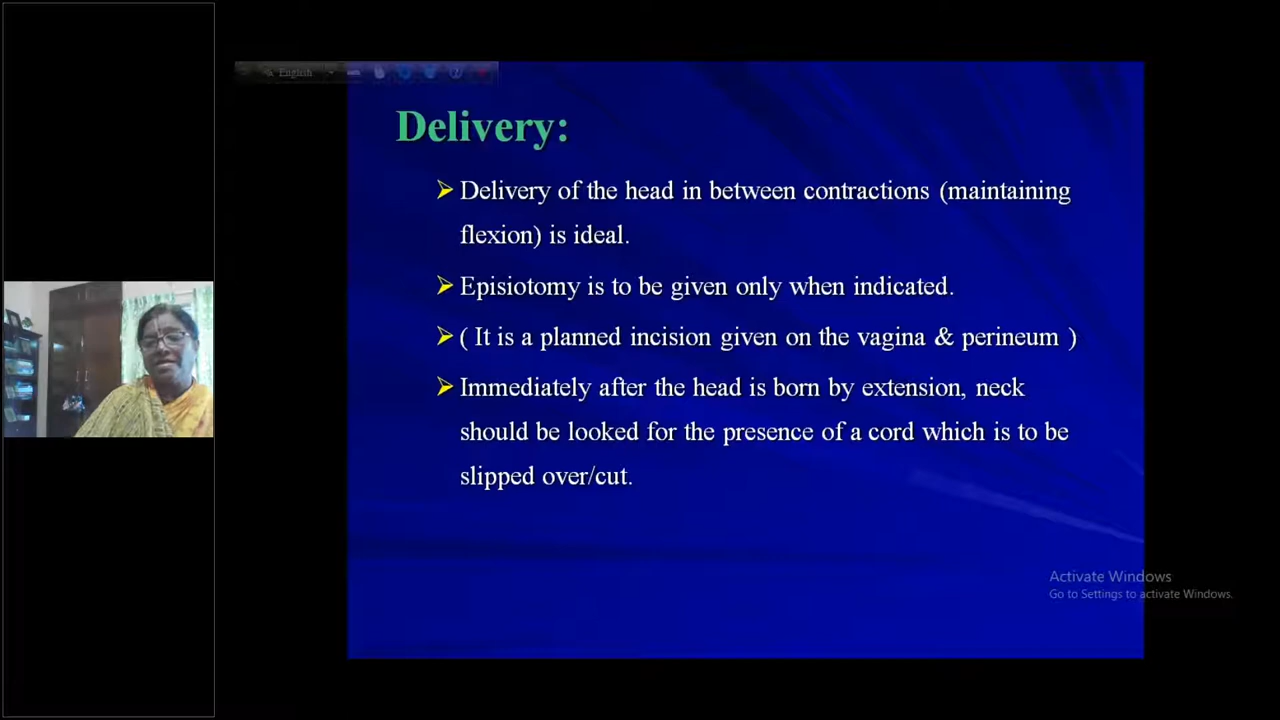 English
Delivery:
➢ Delivery of the head in between contractions (maintaining
flexion) is ideal.
➢ Episiotomy is to be given only when indicated.
➢ ( It is a planned incision given on the vagina & perineum )
➢ Immediately after the head is born by extension, neck
should be looked for the presence of a cord which is to be
slipped over/cut.
Activate Windows
Go to Settings to activate Windows.